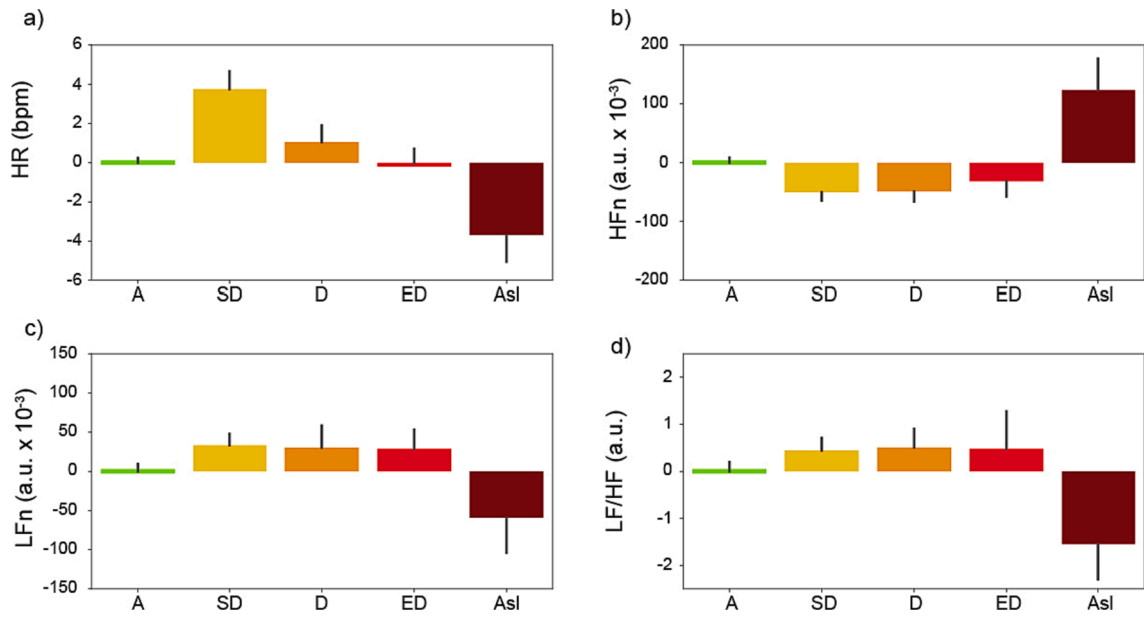 a)
HR (bpm)
6
4
2
0
-2
-4
-6
A SD D ED Asl
b)
HFn (a.u. x 10⁻³)
200
100
0
-100
-200
A SD D ED Asl
c)
LFn (a.u. x 10⁻³)
150
100
50
0
-50
-100
-150
A SD D ED Asl
d)
LF/HF (a.u.)
2
1
0
-1
-2
A SD D ED Asl